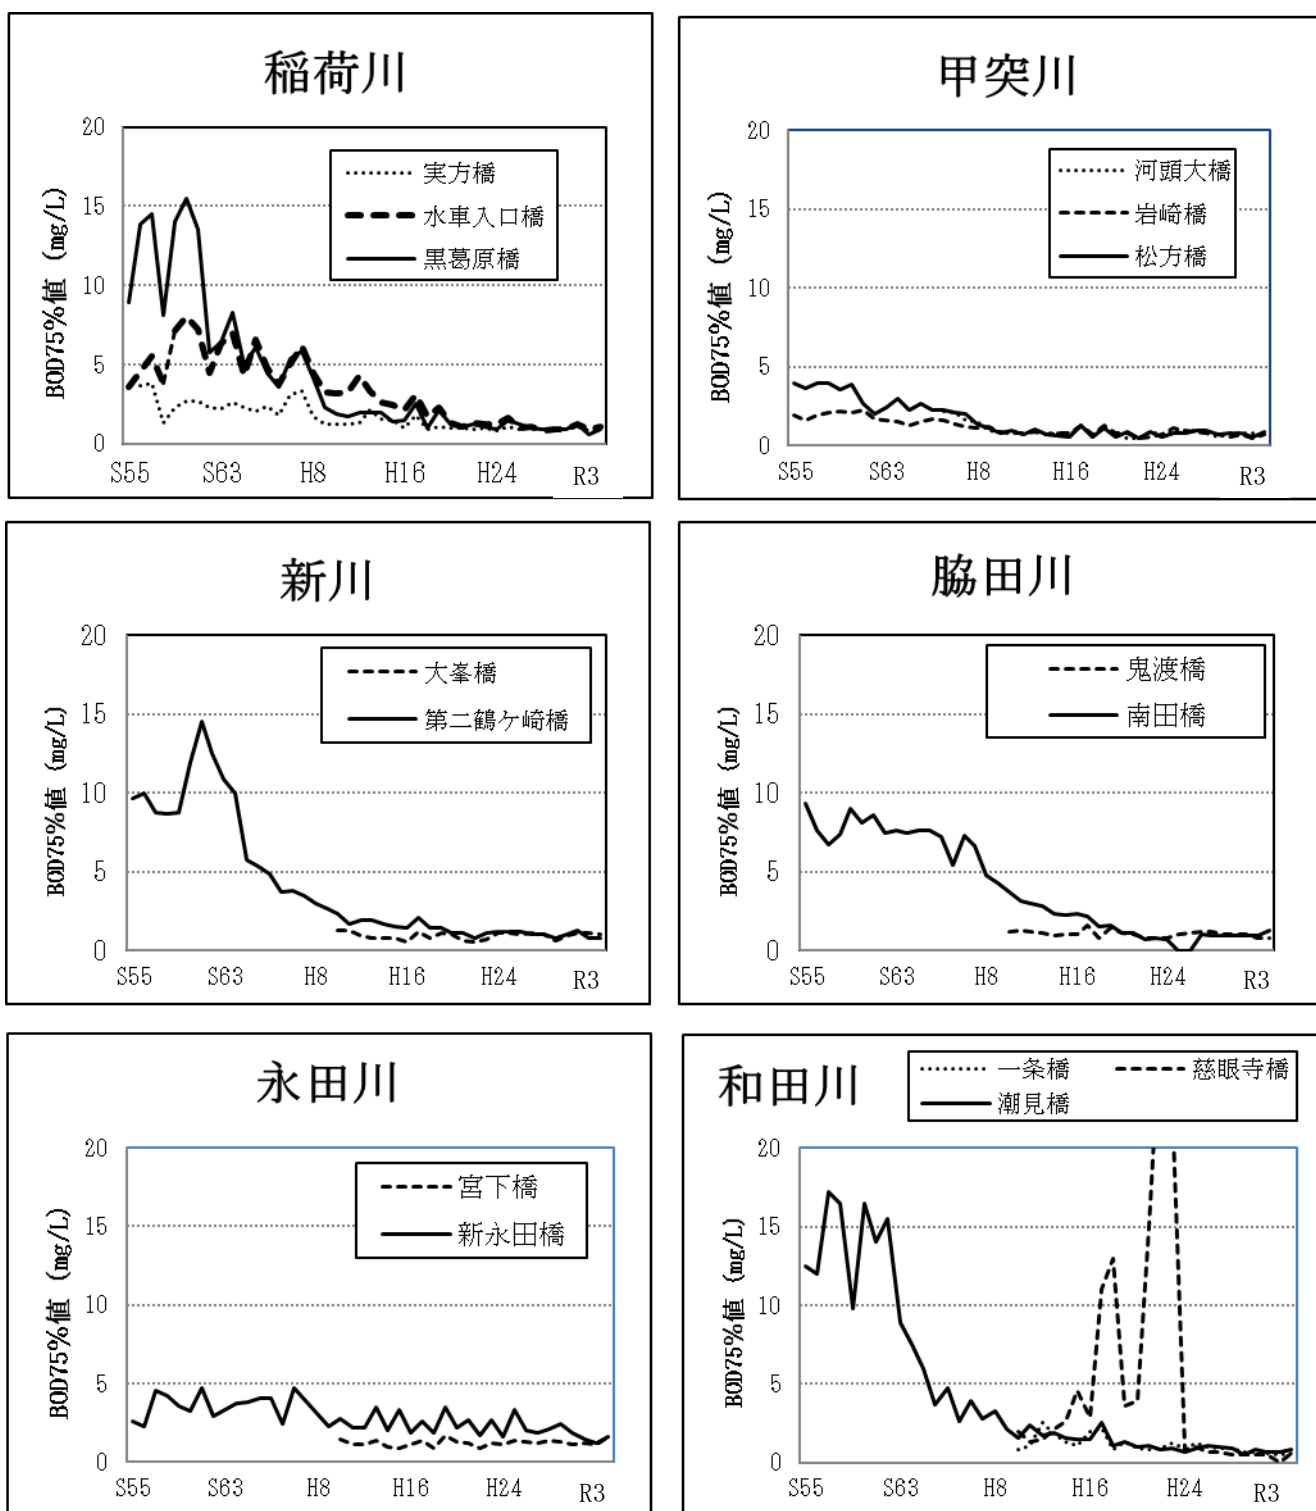 稲荷川
BOD75%値 (mg/L)
20
15
10
5
0
実方橋
水車入口橋
黒葛原橋
S55 S63 H8 H16 H24 R3
甲突川
BOD75%値 (mg/L)
20
15
10
5
0
河頭大橋
岩崎橋
松方橋
S55 S63 H8 H16 H24 R3
新川
BOD75%値 (mg/L)
20
15
10
5
0
大峯橋
第二鶴ケ崎橋
S55 S63 H8 H16 H24 R3
脇田川
BOD75%値 (mg/L)
20
15
10
5
0
鬼渡橋
南田橋
S55 S63 H8 H16 H24 R3
永田川
BOD75%値 (mg/L)
20
15
10
5
0
宮下橋
新永田橋
S55 S63 H8 H16 H24 R3
和田川
一条橋 慈眼寺橋
潮見橋
BOD75%値 (mg/L)
20
15
10
5
0
S55 S63 H8 H16 H24 R3